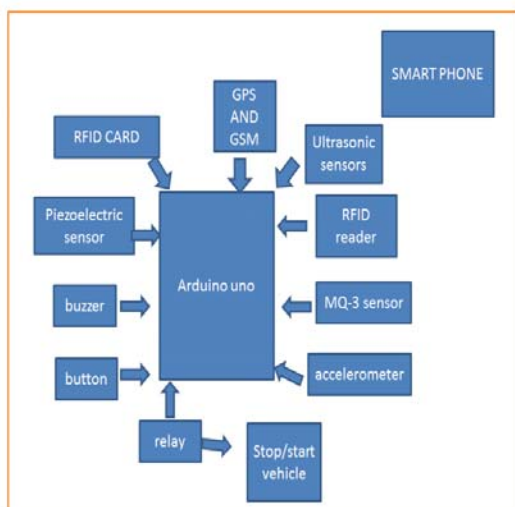 SMART PHONE
GPS
AND
GSM
RFID CARD
Ultrasonic
sensors
Piezoelectric
sensor
RFID
reader
Arduino uno
buzzer
MQ-3 sensor
button
accelerometer
relay
Stop/start
vehicle